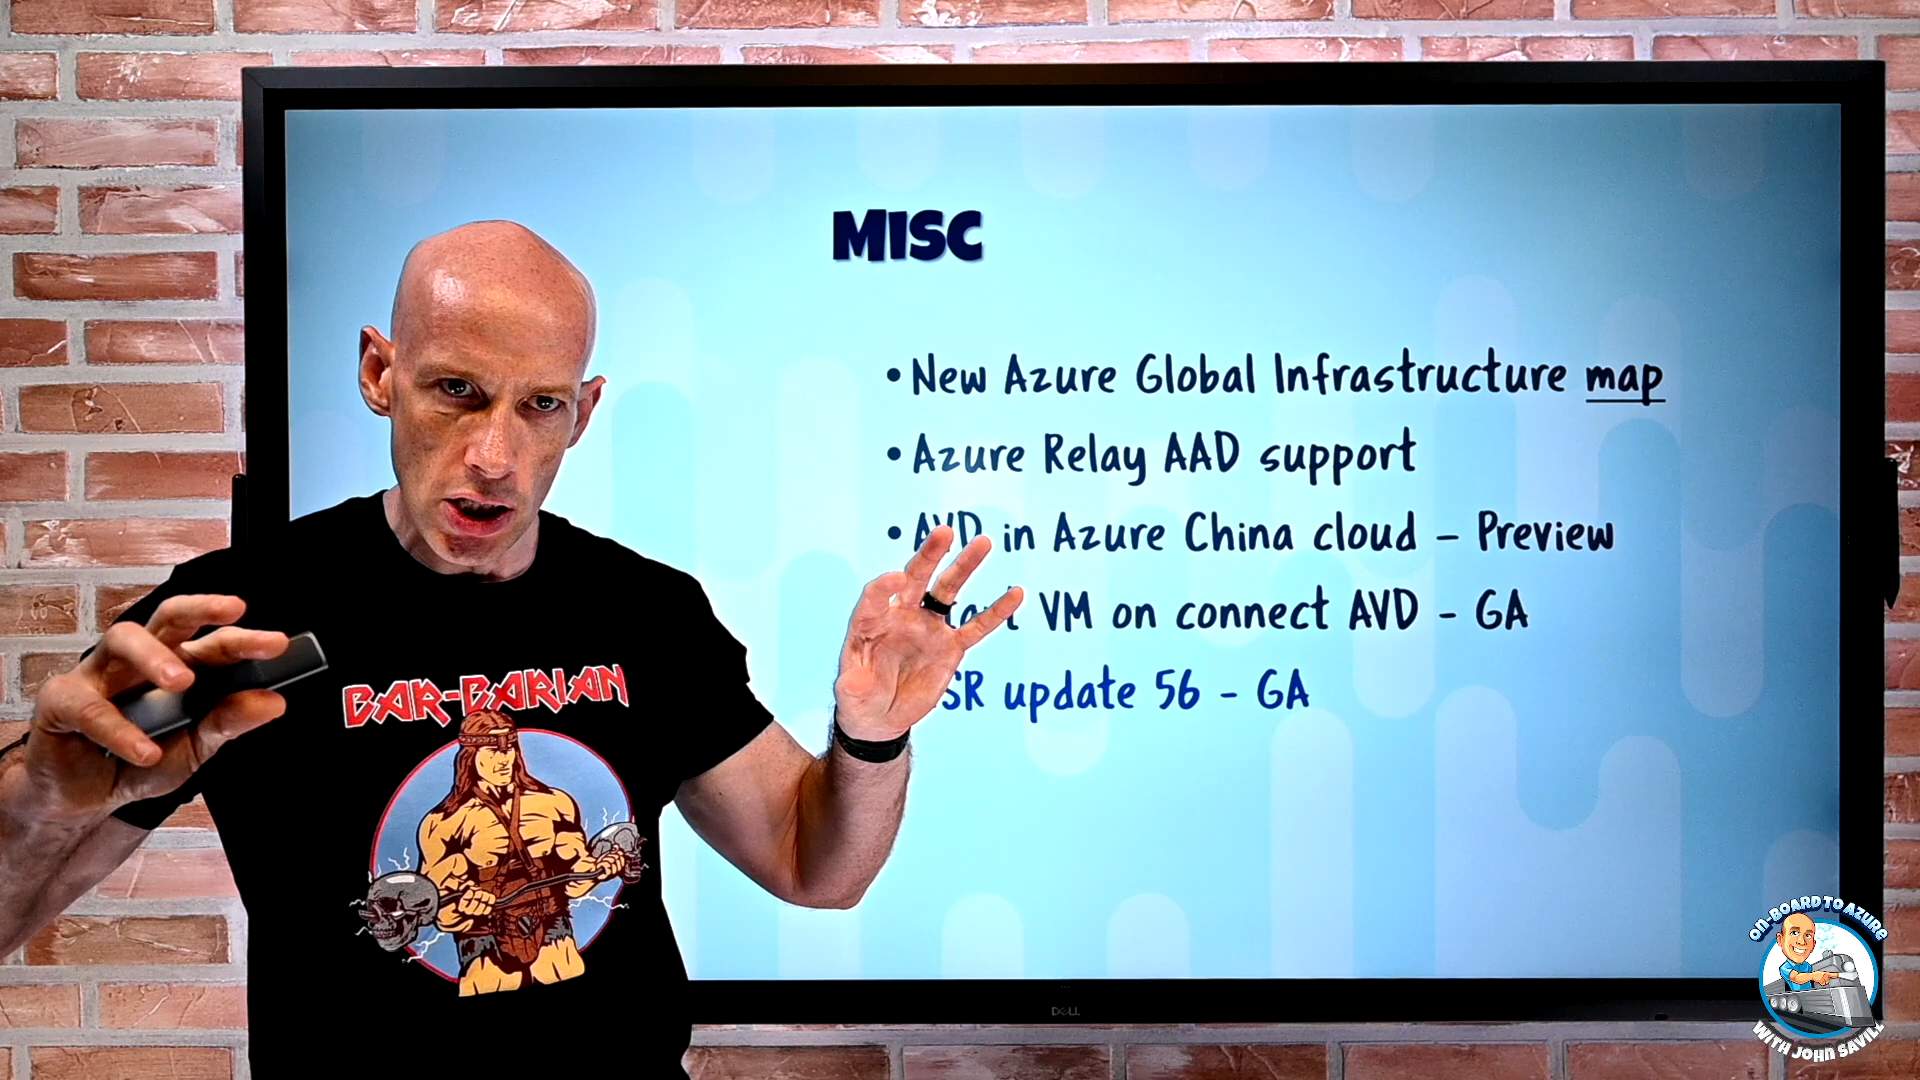 MISC
• New Azure Global Infrastructure map
• Azure Relay AAD support
• AVD in Azure China cloud – Preview
VM on connect AVD - GA
update 56 - GA
BAR-BARIAN
DELL
ON-BOARD TO AZURE
WITH JOHN SAVILL